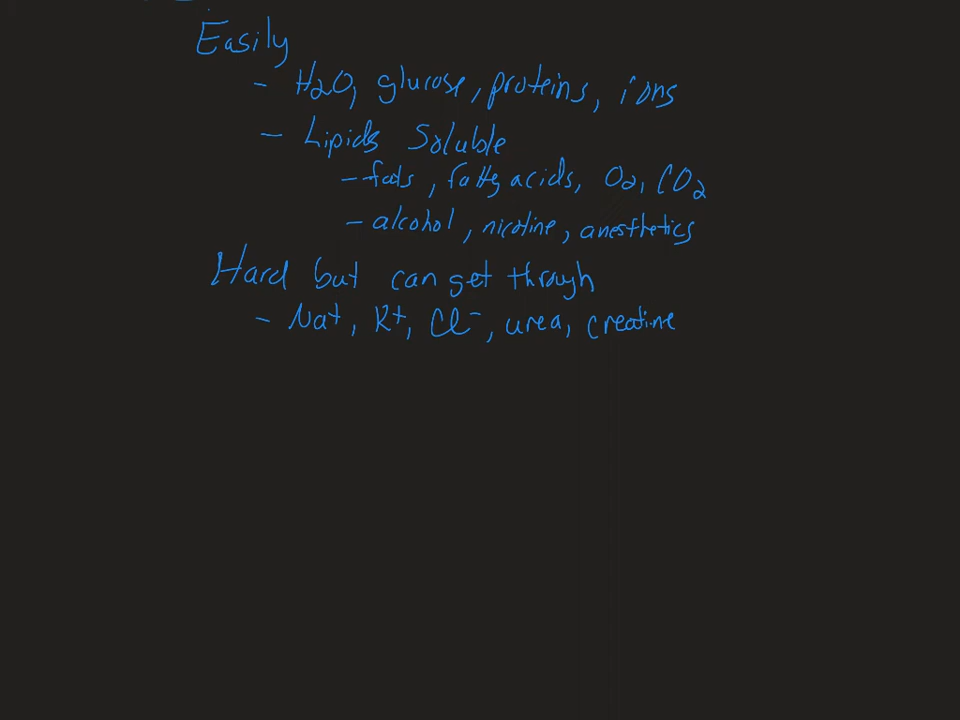 Easily
- H2O, glucose, proteins, ions
- Lipids Soluble
- fats, fatty acids, O2, CO2
- alcohol, nicotine, anesthetics
Hard but can get through
- Na+, K+, Cl-, urea, creatine